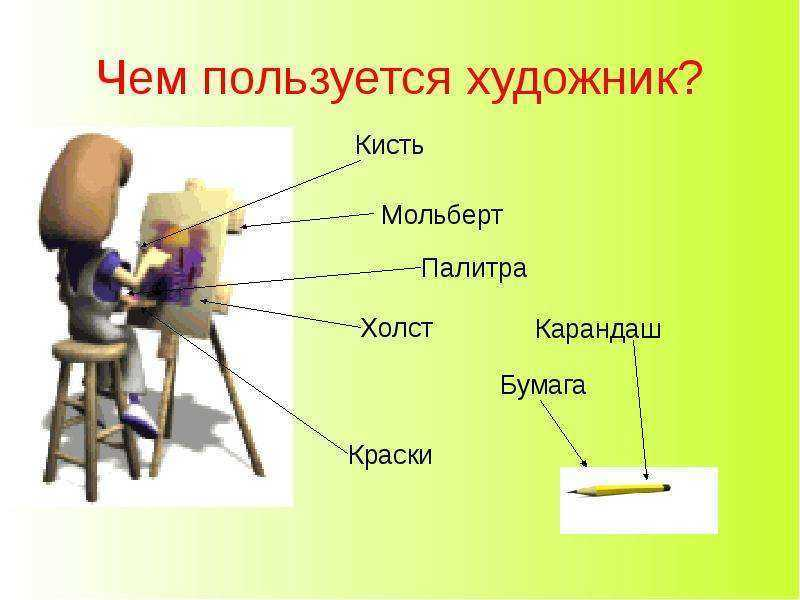 Чем пользуется художник?
Кисть
Мольберт
Палитра
Холст
Карандаш
Бумага
Краски